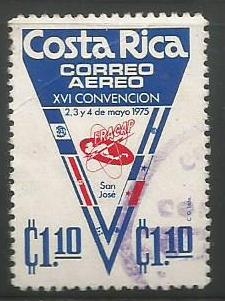 Costa Rica
CORREO
AEREO
XVI CONVENCION
2, 3 y 4 de mayo 1975
FRACAP
San
José
₡1.10
₡1.10